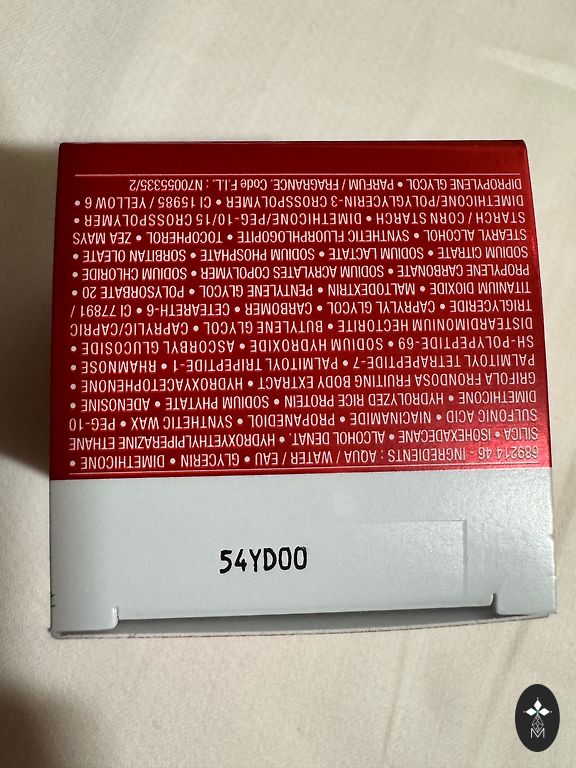 689214 46 - INGREDIENTS : AQUA / WATER / EAU • GLYCERIN • DIMETHICONE •
SILICA • ISOHEXADECANE • ALCOHOL DENAT. • HYDROXYETHYLPIPERAZINE ETHANE
SULFONIC ACID • NIACINAMIDE • PROPANEDIOL • SYNTHETIC WAX • PEG-10
DIMETHICONE • HYDROLYZED RICE PROTEIN • SODIUM PHYTATE • ADENOSINE •
GRIFOLA FRONDOSA FRUITING BODY EXTRACT • HYDROXYACETOPHENONE •
PALMITOYL TETRAPEPTIDE-7 • PALMITOYL TRIPEPTIDE-1 • RHAMNOSE •
SH-POLYPEPTIDE-69 • SODIUM HYDROXIDE • ASCORBYL GLUCOSIDE •
DISTEARDIMONIUM HECTORITE • BUTYLENE GLYCOL • CAPRYLIC/CAPRIC
TRIGLYCERIDE • CAPRYLYL GLYCOL • CARBOMER • CETEARETH-6 • CI 77891 /
TITANIUM DIOXIDE • MALTODEXTRIN • PENTYLENE GLYCOL • POLYSORBATE 20 •
PROPYLENE CARBONATE • SODIUM ACRYLATES COPOLYMER • SODIUM CHLORIDE •
SODIUM CITRATE • SODIUM LACTATE • SODIUM PHOSPHATE • SORBITAN OLEATE •
STEARYL ALCOHOL • SYNTHETIC FLUORPHLOGOPITE • TOCOPHEROL • ZEA MAYS
STARCH / CORN STARCH • DIMETHICONE/PEG-10/15 CROSSPOLYMER •
DIMETHICONE/POLYGLYCERIN-3 CROSSPOLYMER • CI 15985 / YELLOW 6 •
DIPROPYLENE GLYCOL • PARFUM / FRAGRANCE. Code F.I.L. : N70055335/2
54YD00
M